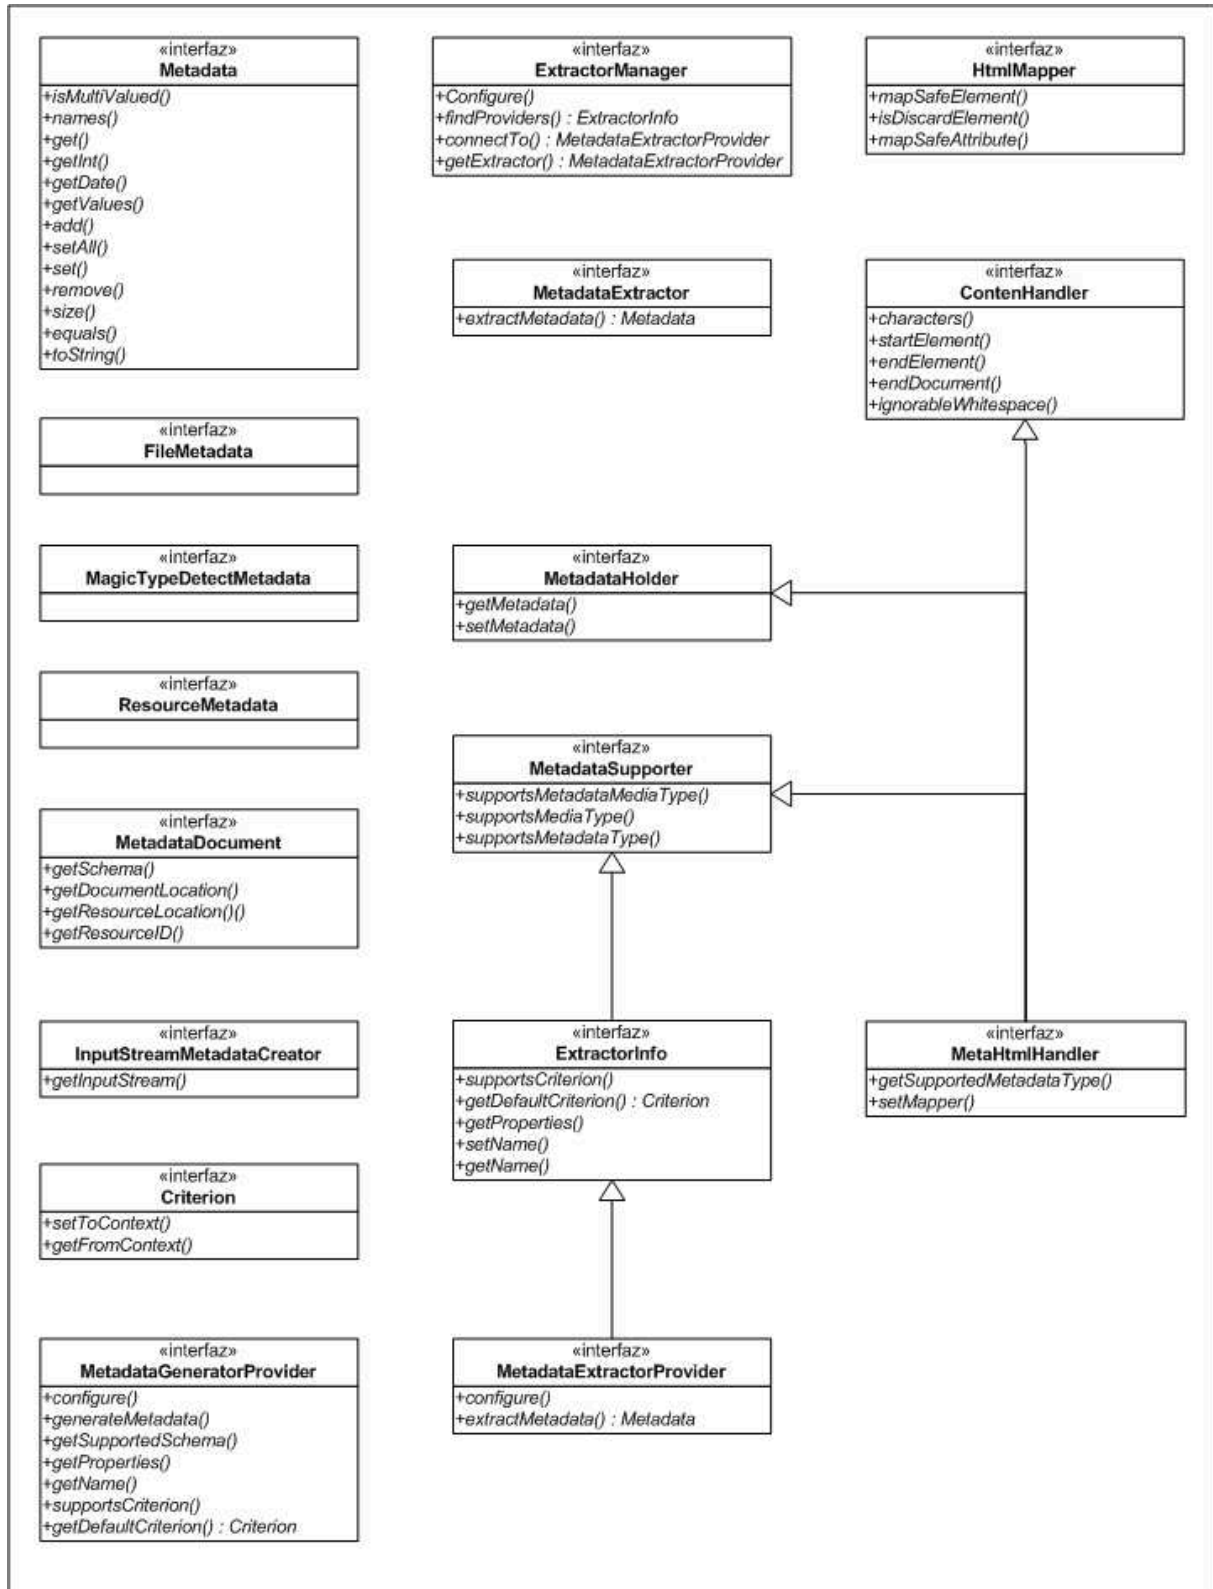 «interfaz»
Metadata
+isMultiValued()
+names()
+get()
+getInt()
+getDate()
+getValues()
+add()
+setAll()
+set()
+remove()
+size()
+equals()
+toString()
«interfaz»
FileMetadata
«interfaz»
MagicTypeDetectMetadata
«interfaz»
ResourceMetadata
«interfaz»
MetadataDocument
+getSchema()
+getDocumentLocation()
+getResourceLocation()()
+getResourceID()
«interfaz»
InputStreamMetadataCreator
+getInputStream()
«interfaz»
Criterion
+setToContext()
+getFromContext()
«interfaz»
MetadataGeneratorProvider
+configure()
+generateMetadata()
+getSupportedSchema()
+getProperties()
+getName()
+supportsCriterion()
+getDefaultCriterion() : Criterion
«interfaz»
ExtractorManager
+Configure()
+findProviders() : ExtractorInfo
+connectTo() : MetadataExtractorProvider
+getExtractor() : MetadataExtractorProvider
«interfaz»
MetadataExtractor
+extractMetadata() : Metadata
«interfaz»
MetadataHolder
+getMetadata()
+setMetadata()
«interfaz»
MetadataSupporter
+supportsMetadataMediaType()
+supportsMediaType()
+supportsMetadataType()
«interfaz»
ExtractorInfo
+supportsCriterion()
+getDefaultCriterion() : Criterion
+getProperties()
+setName()
+getName()
«interfaz»
MetadataExtractorProvider
+configure()
+extractMetadata() : Metadata
«interfaz»
HtmlMapper
+mapSafeElement()
+isDiscardElement()
+mapSafeAttribute()
«interfaz»
ContenHandler
+characters()
+startElement()
+endElement()
+endDocument()
+ignorableWhitespace()
«interfaz»
MetaHtmlHandler
+getSupportedMetadataType()
+setMapper()